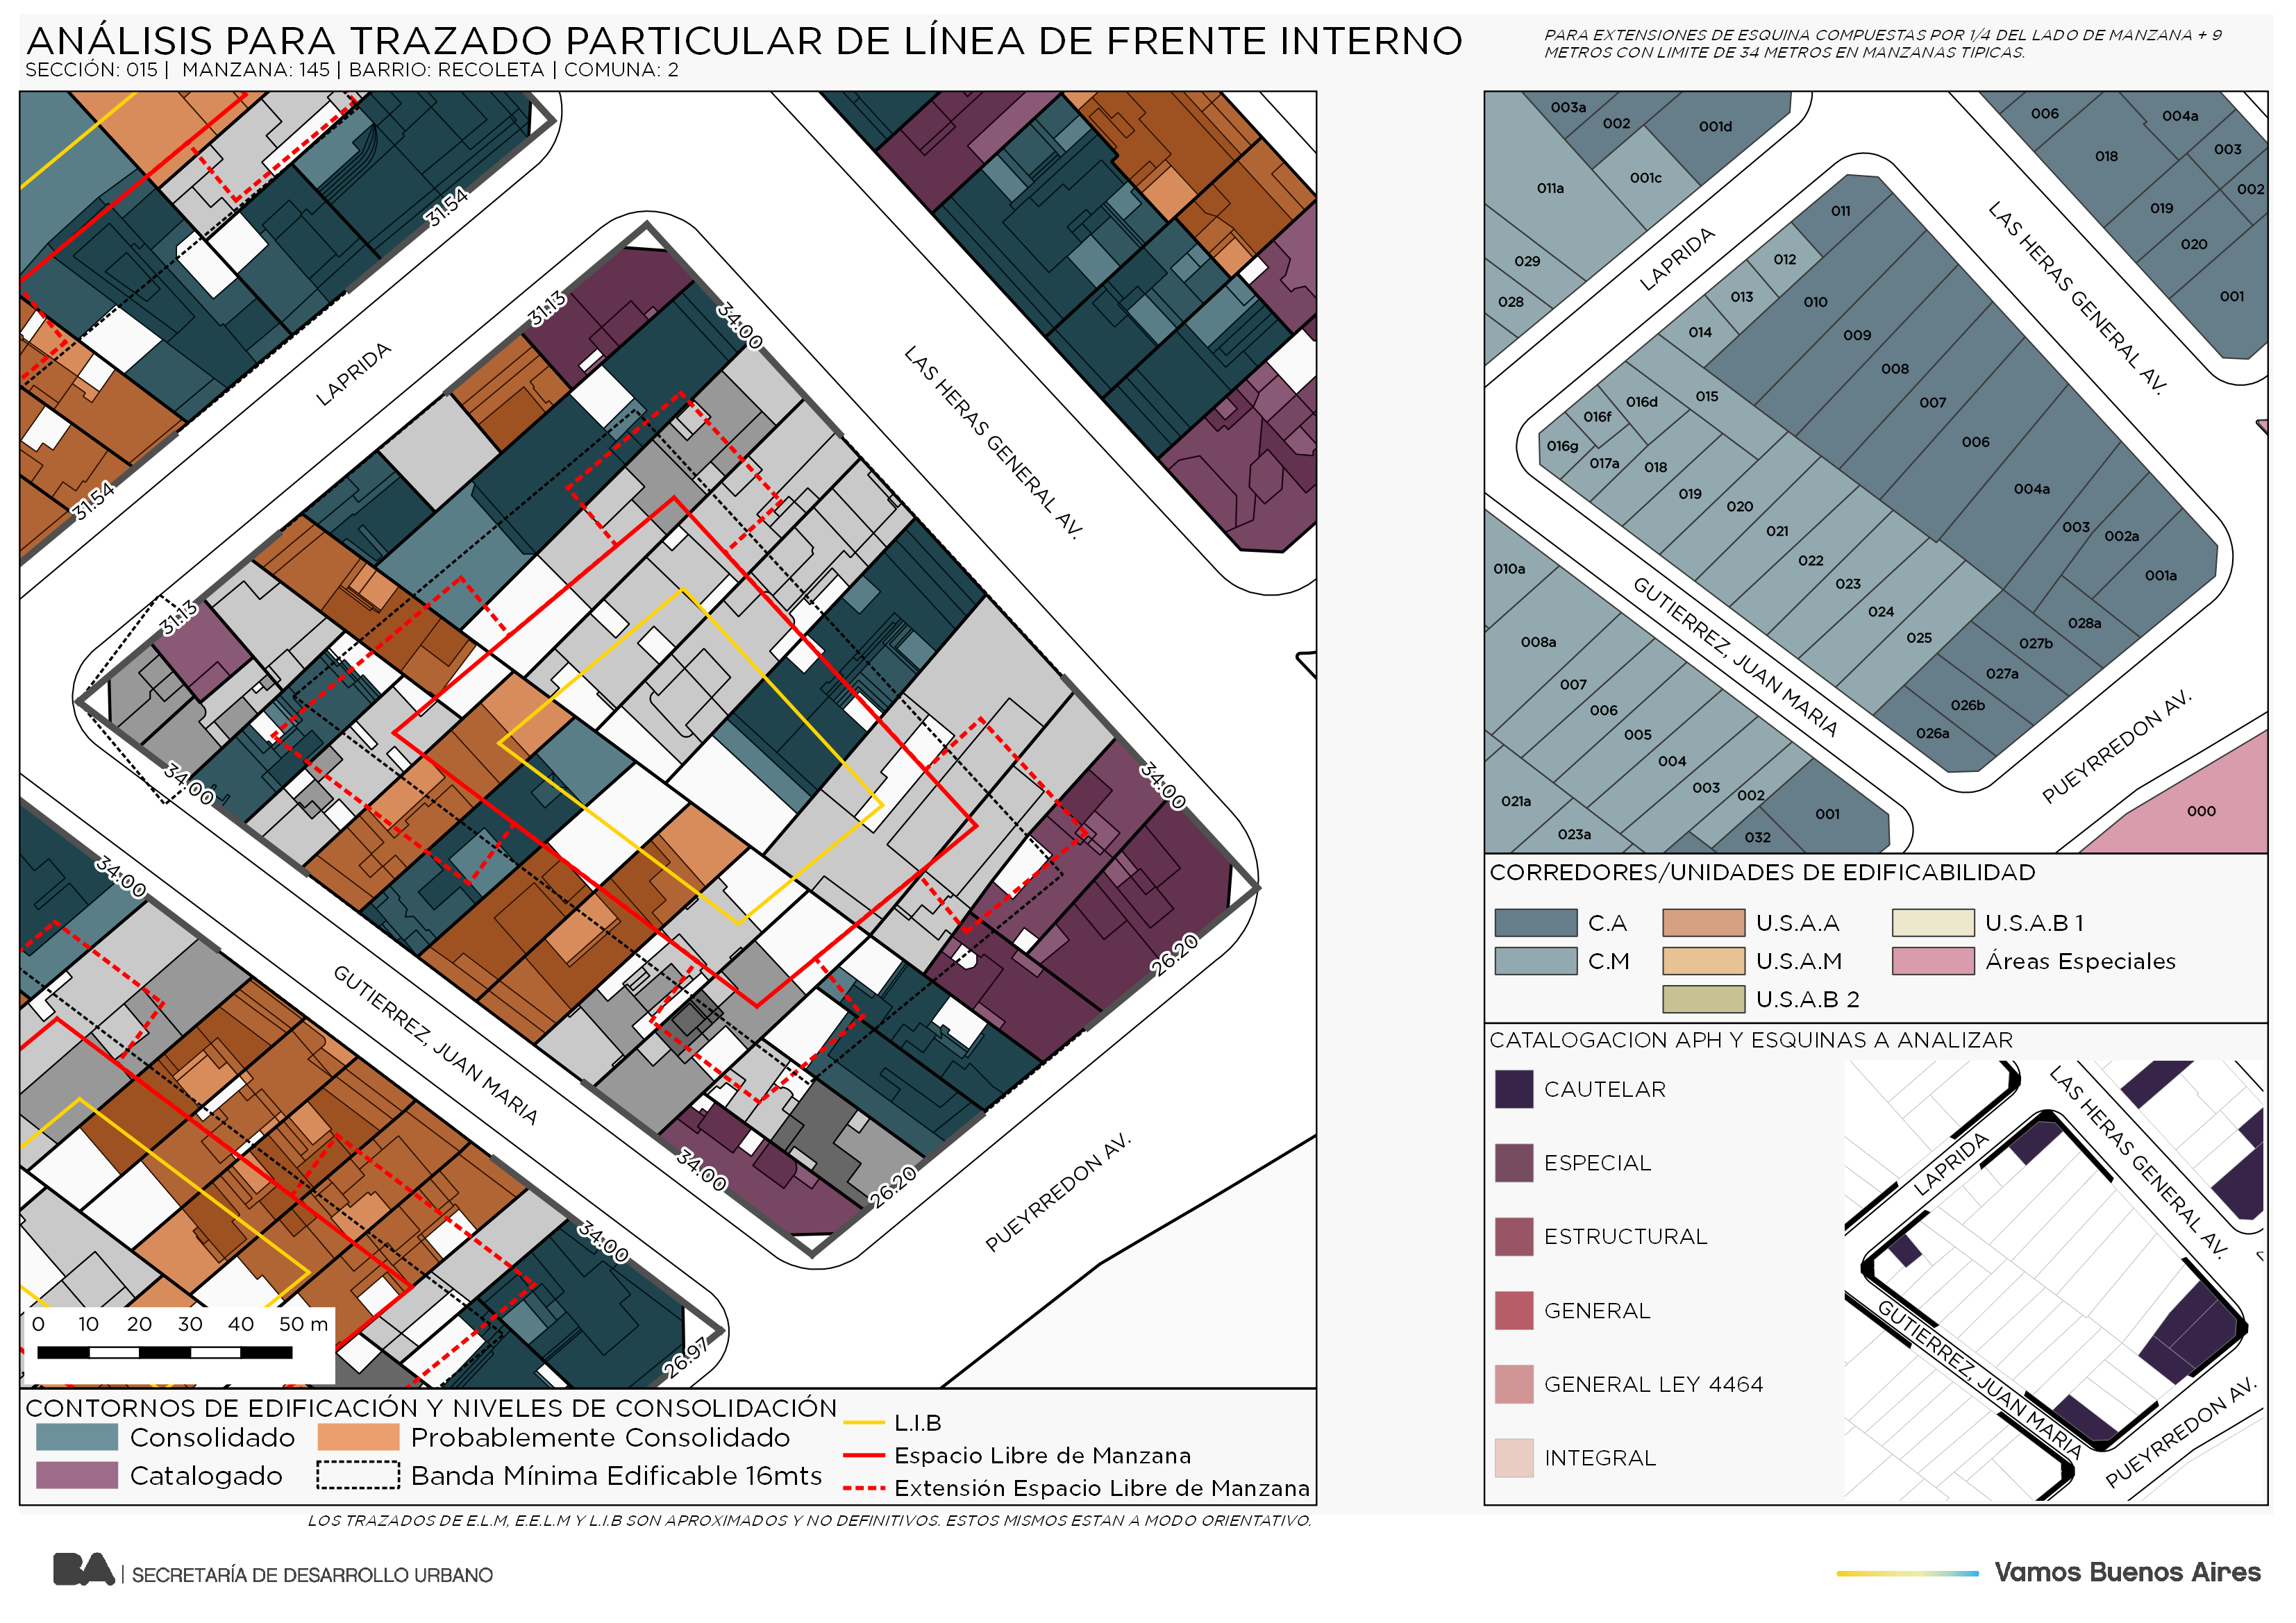 ANÁLISIS PARA TRAZADO PARTICULAR DE LÍNEA DE FRENTE INTERNO
SECCIÓN: 015 | MANZANA: 145 | BARRIO: RECOLETA | COMUNA: 2
PARA EXTENSIONES DE ESQUINA COMPUESTAS POR 1/4 DEL LADO DE MANZANA + 9
METROS CON LIMITE DE 34 METROS EN MANZANAS TIPICAS.
31.54
31.54
LAPRIDA
31.13
34.00
LAS HERAS GENERAL AV.
31.13
34.00
34.00
34.00
26.20
GUTIERREZ, JUAN MARIA
34.00
26.20
PUEYRREDON AV.
34.00
26.97
0 10 20 30 40 50 m
CONTORNOS DE EDIFICACIÓN Y NIVELES DE CONSOLIDACIÓN
Consolidado
Probablemente Consolidado
Catalogado
Banda Mínima Edificable 16mts
L.I.B
Espacio Libre de Manzana
Extensión Espacio Libre de Manzana
LOS TRAZADOS DE E.L.M, E.E.L.M Y L.I.B SON APROXIMADOS Y NO DEFINITIVOS. ESTOS MISMOS ESTAN A MODO ORIENTATIVO.
003a
002
001d
001c
011a
029
028
006
004a
018
003
002
019
020
001
LAPRIDA
LAS HERAS GENERAL AV.
011
012
013
010
014
009
008
015
007
016d
016f
006
016g
017a
018
019
004a
020
003
002a
021
022
001a
023
024
028a
025
027b
027a
026b
026a
GUTIERREZ, JUAN MARIA
PUEYRREDON AV.
010a
008a
007
006
005
004
003
002
001
032
021a
023a
000
CORREDORES/UNIDADES DE EDIFICABILIDAD
C.A
U.S.A.A
U.S.A.B 1
C.M
U.S.A.M
Áreas Especiales
U.S.A.B 2
CATALOGACION APH Y ESQUINAS A ANALIZAR
CAUTELAR
ESPECIAL
ESTRUCTURAL
GENERAL
GENERAL LEY 4464
INTEGRAL
LAPRIDA
LAS HERAS GENERAL AV.
GUTIERREZ, JUAN MARIA
PUEYRREDON AV.
BA | SECRETARÍA DE DESARROLLO URBANO
Vamos Buenos Aires